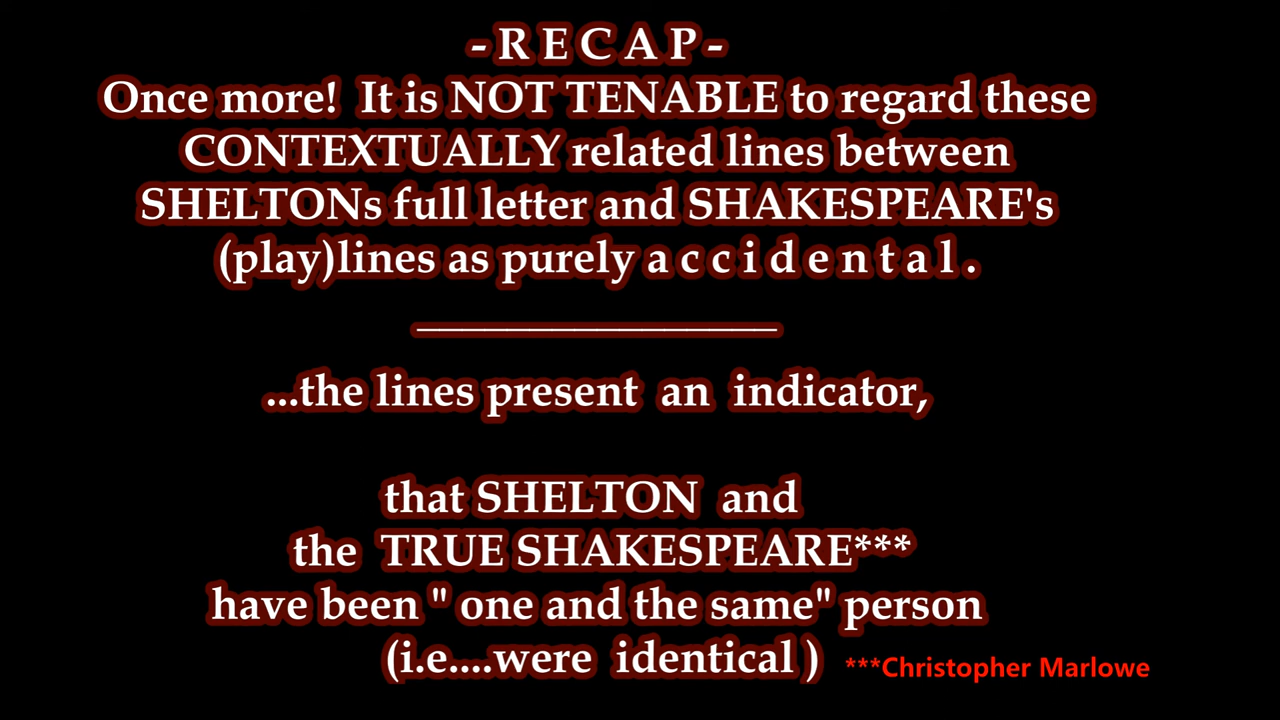 - R E C A P -
Once more! It is NOT TENABLE to regard these
CONTEXTUALLY related lines between
SHELTONs full letter and SHAKESPEARE's
(play)lines as purely a c c i d e n t a l .
...the lines present an indicator,
that SHELTON and
the TRUE SHAKESPEARE***
have been " one and the same" person
(i.e....were identical )
***Christopher Marlowe